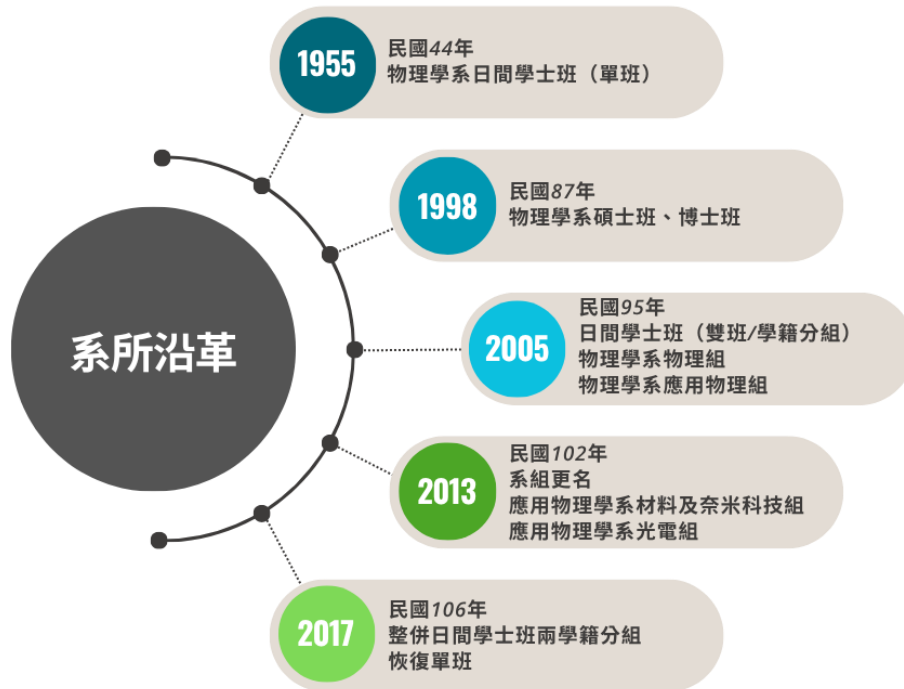 系所沿革
1955
民國44年
物理學系日間學士班（單班）
1998
民國87年
物理學系碩士班、博士班
2005
民國95年
日間學士班（雙班/學籍分組）
物理學系物理組
物理學系應用物理組
2013
民國102年
系組更名
應用物理學系材料及奈米科技組
應用物理學系光電組
2017
民國106年
整併日間學士班兩學籍分組
恢復單班